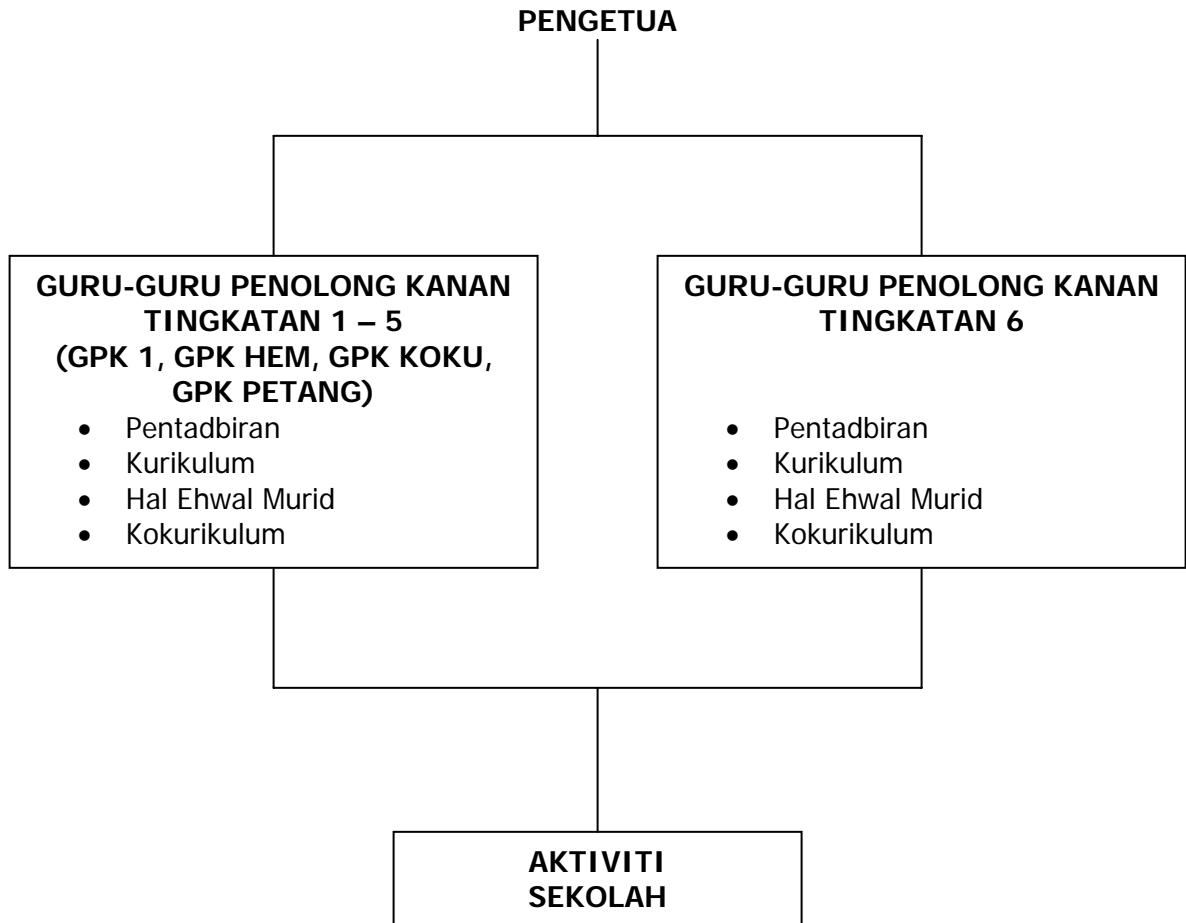 PENGETUA
GURU-GURU PENOLONG KANAN
TINGKATAN 1 – 5
(GPK 1, GPK HEM, GPK KOKU,
GPK PETANG)
• Pentadbiran
• Kurikulum
• Hal Ehwal Murid
• Kokurikulum
GURU-GURU PENOLONG KANAN
TINGKATAN 6
• Pentadbiran
• Kurikulum
• Hal Ehwal Murid
• Kokurikulum
AKTIVITI
SEKOLAH